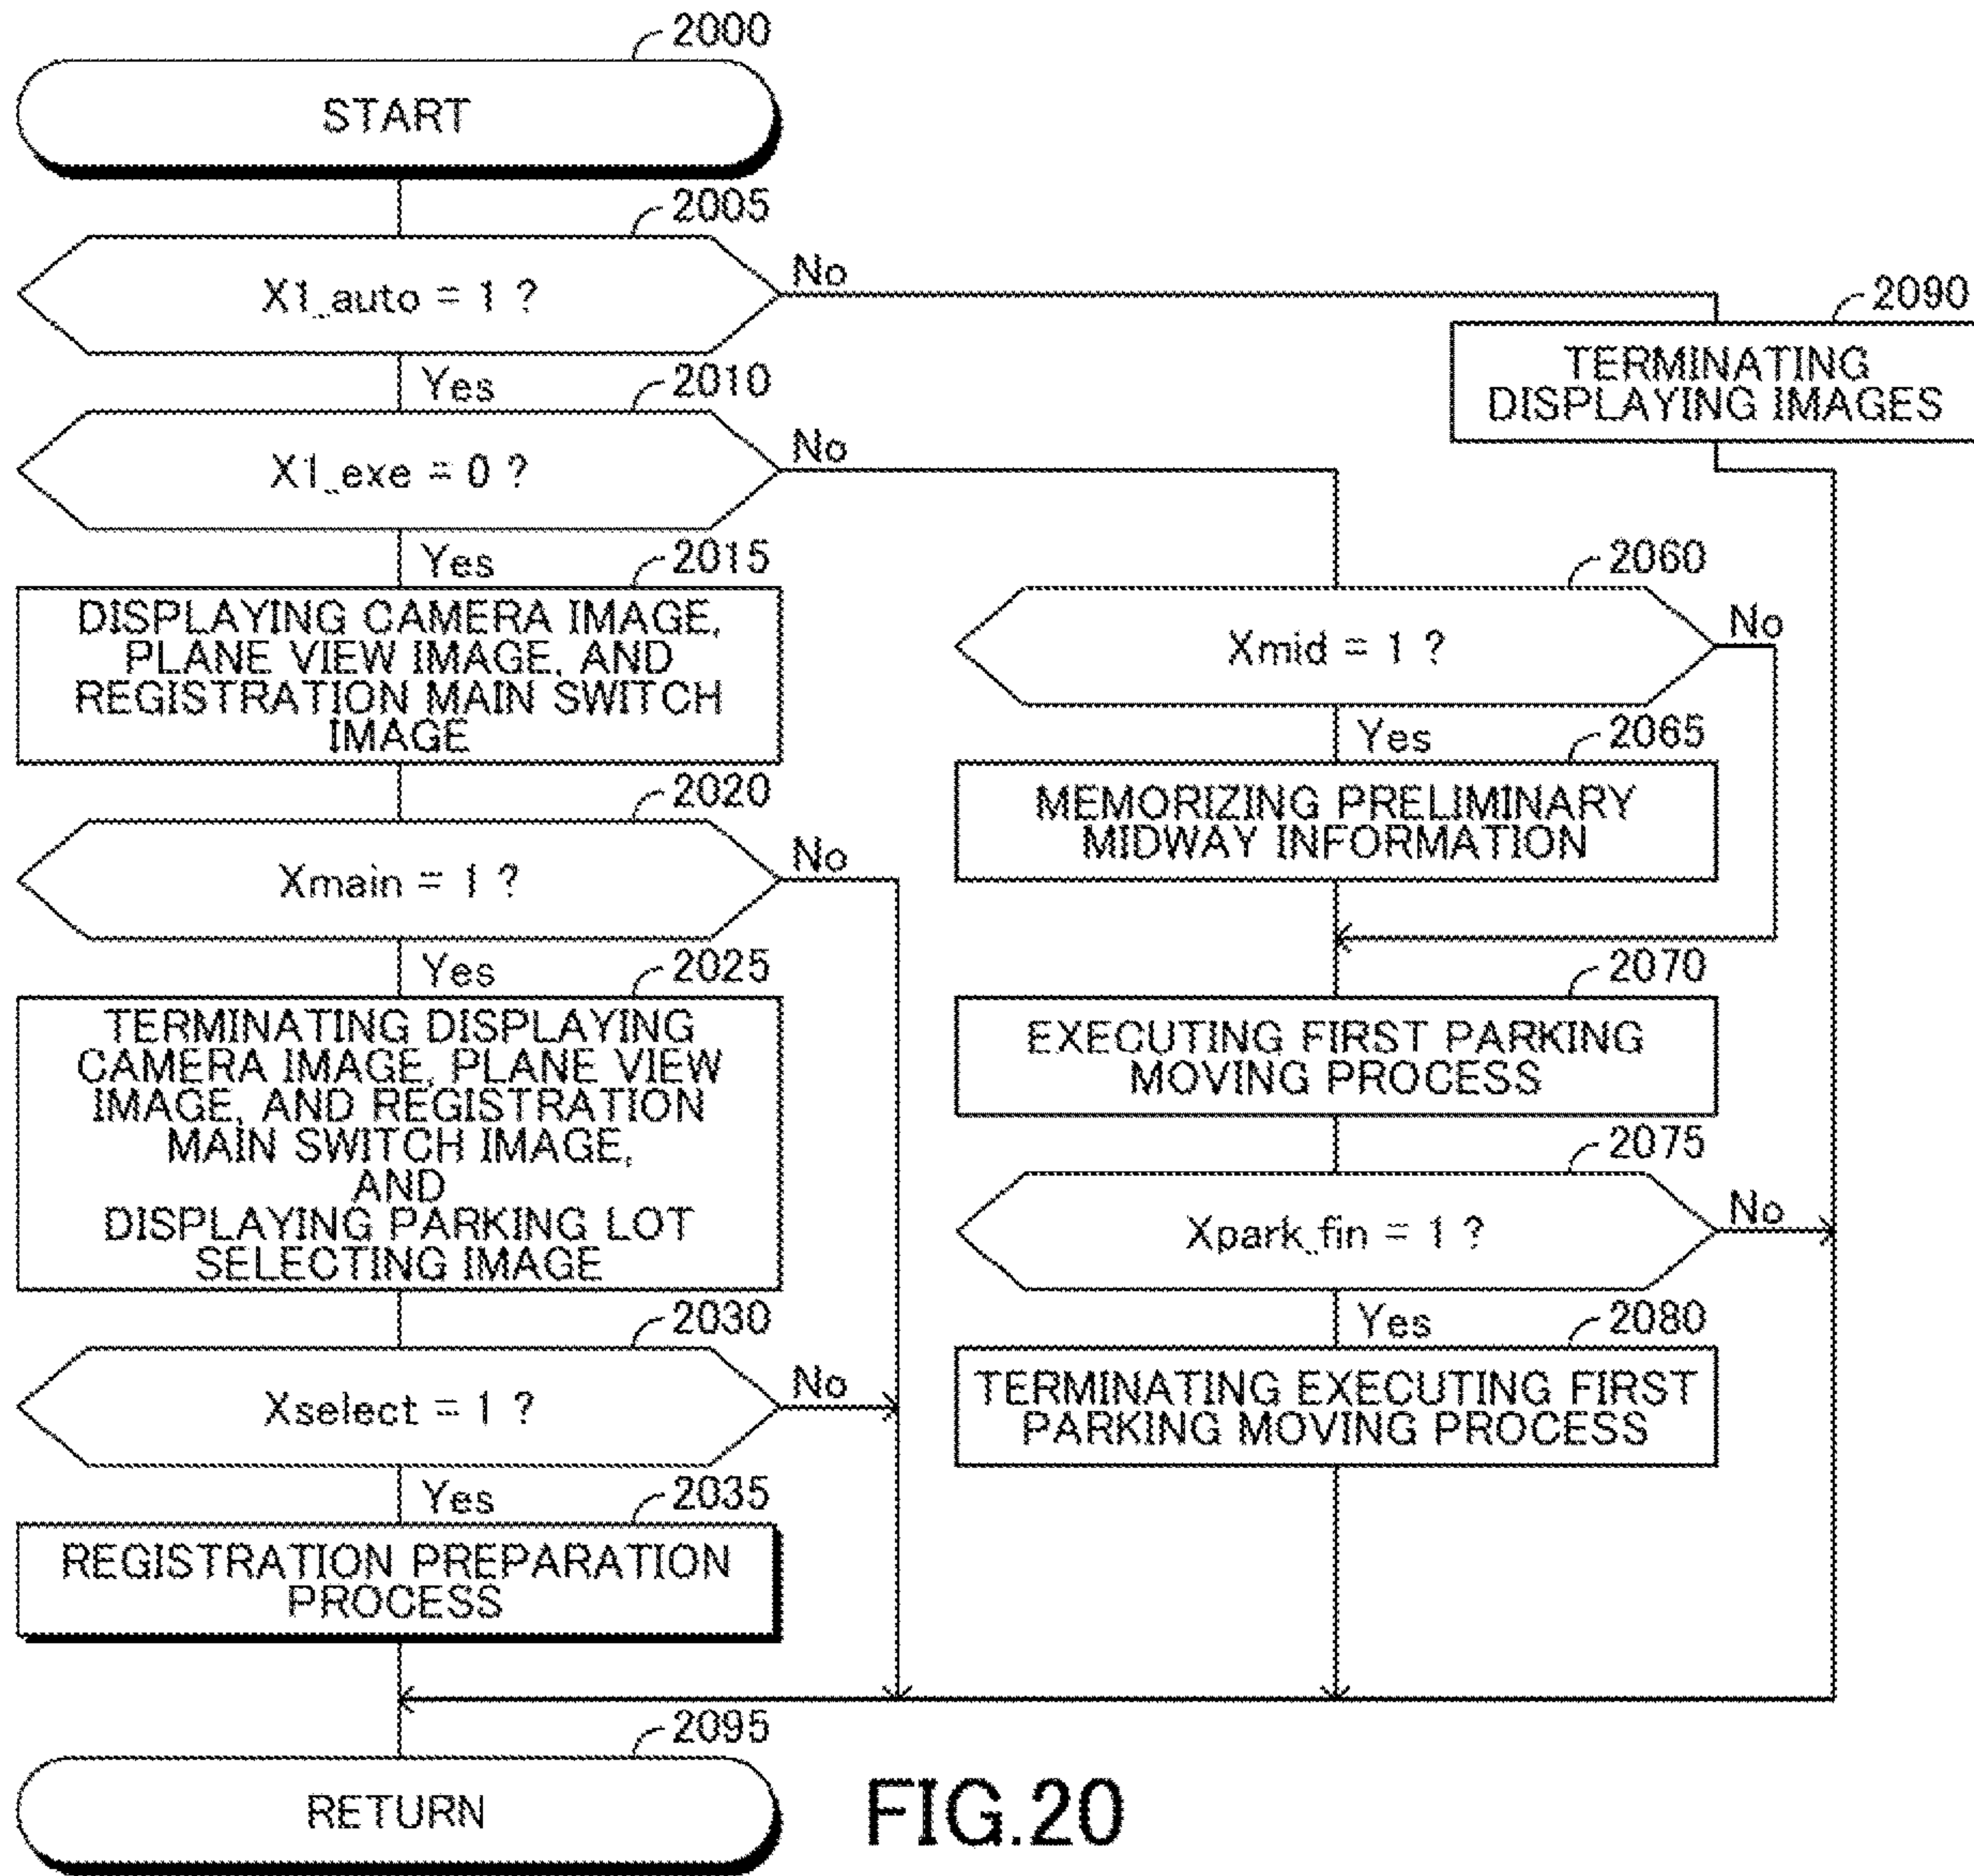 2000
START
2005
X1_auto = 1 ?
No
2090
TERMINATING
DISPLAYING IMAGES
Yes
2010
X1_exe = 0 ?
No
Yes
2015
DISPLAYING CAMERA IMAGE,
PLANE VIEW IMAGE, AND
REGISTRATION MAIN SWITCH
IMAGE
2020
Xmain = 1 ?
No
Yes
2025
TERMINATING DISPLAYING
CAMERA IMAGE, PLANE VIEW
IMAGE, AND REGISTRATION
MAIN SWITCH IMAGE,
AND
DISPLAYING PARKING LOT
SELECTING IMAGE
2030
Xselect = 1 ?
No
Yes
2035
REGISTRATION PREPARATION
PROCESS
2060
Xmid = 1 ?
No
Yes
2065
MEMORIZING PRELIMINARY
MIDWAY INFORMATION
2070
EXECUTING FIRST PARKING
MOVING PROCESS
2075
Xpark_fin = 1 ?
No
Yes
2080
TERMINATING EXECUTING FIRST
PARKING MOVING PROCESS
2095
RETURN
FIG.20